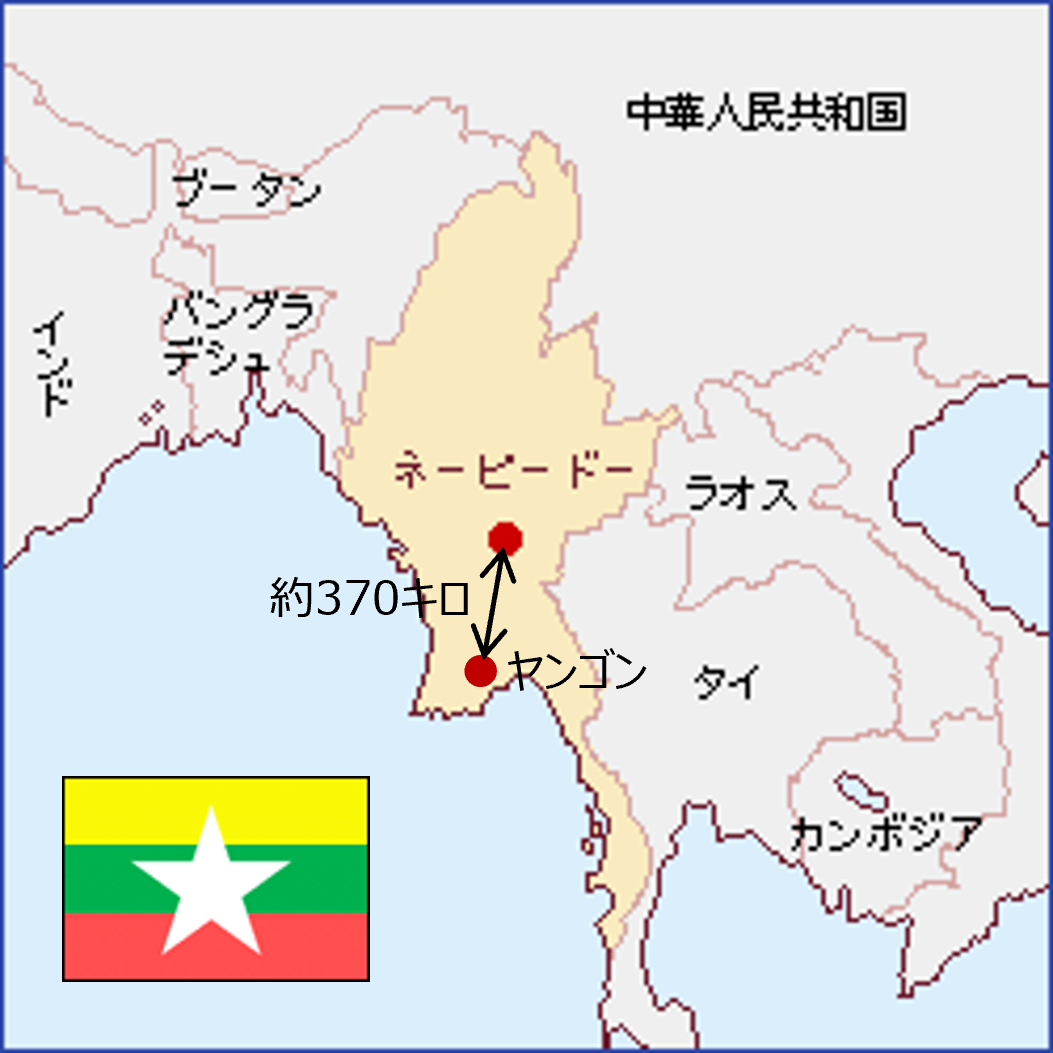 中華人民共和国
ブータン
バングラ
デシュ
インド
ネーピードー
ラオス
約370キロ
ヤンゴン
タイ
カンボジア